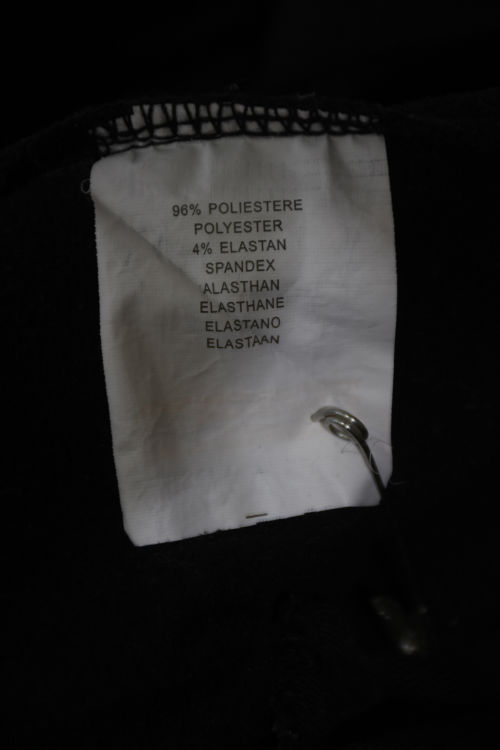 96% POLIESTERE
POLYESTER
4% ELASTAN
SPANDEX
ALASTHAN
ELASTHANE
ELASTANO
ELASTAAN